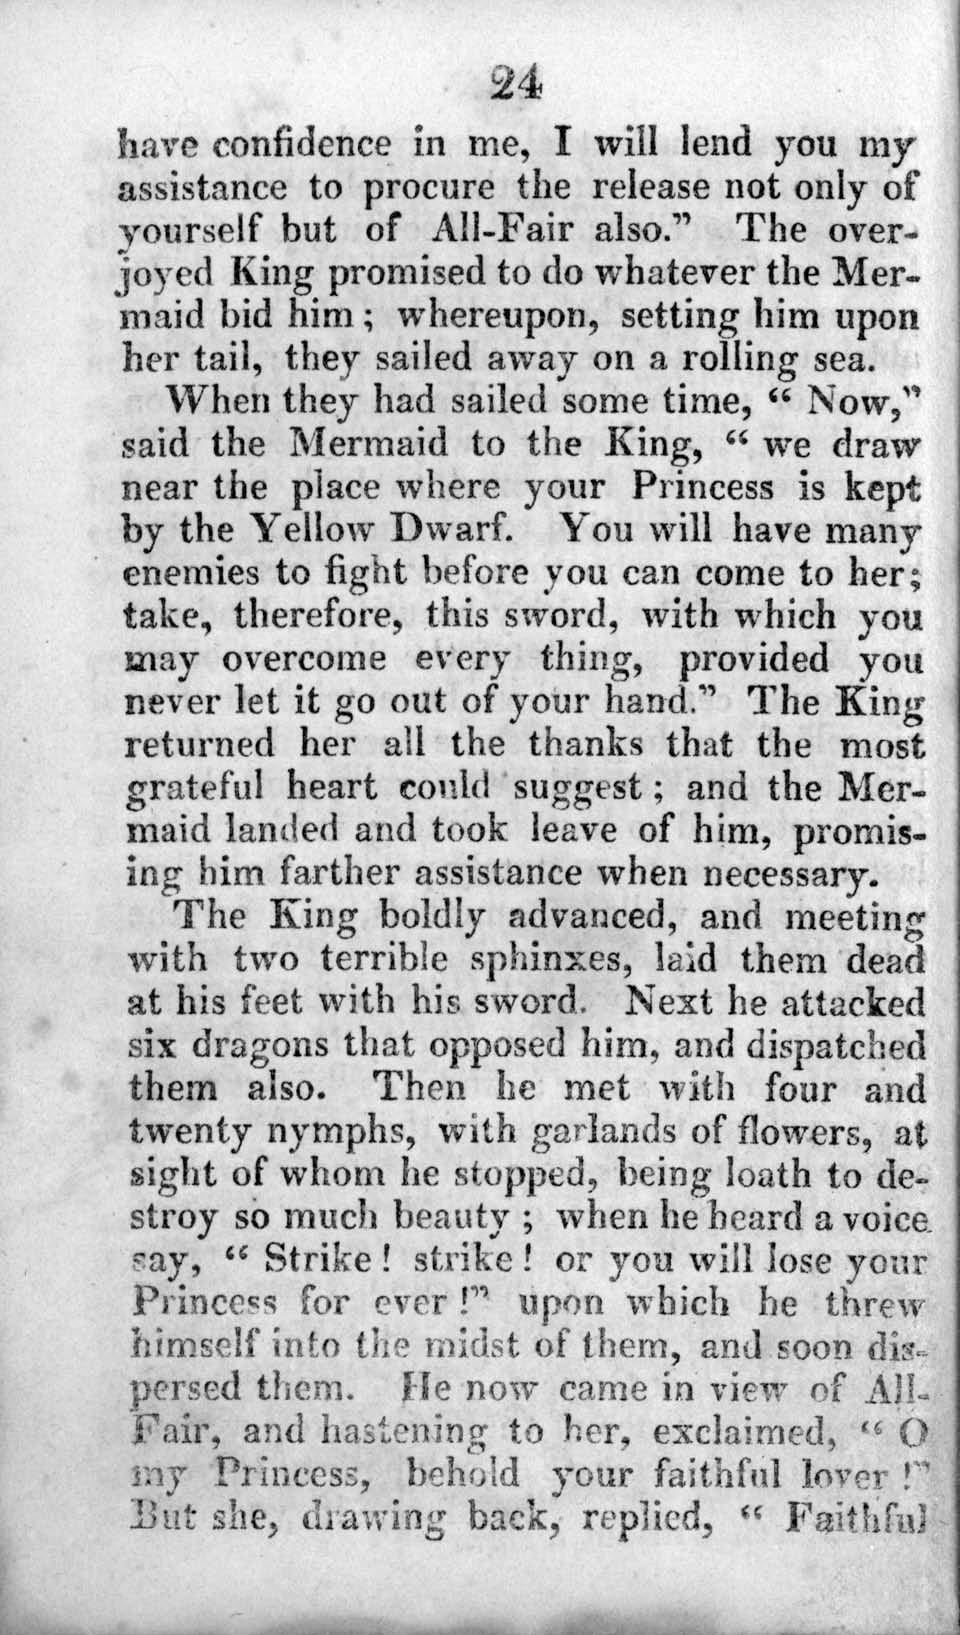 24
have confidence in me, I will lend you my
assistance to procure the release not only of
yourself but of All-Fair also.” The over-
joyed King promised to do whatever the Mer-
maid bid him ; whereupon, setting him upon
her tail, they sailed away on a rolling sea.
When they had sailed some time, “ Now,”
said the Mermaid to the King, “ we draw
near the place where your Princess is kept
by the Yellow Dwarf. You will have many
enemies to fight before you can come to her;
take, therefore, this sword, with which you
may overcome every thing, provided you
never let it go out of your hand.” The King
returned her all the thanks that the most
grateful heart could suggest ; and the Mer-
maid landed and took leave of him, promis-
ing him farther assistance when necessary.
The King boldly advanced, and meeting
with two terrible sphinxes, laid them dead
at his feet with his sword. Next he attacked
six dragons that opposed him, and dispatched
them also. Then he met with four and
twenty nymphs, with garlands of flowers, at
sight of whom he stopped, being loath to de-
stroy so much beauty ; when he heard a voice
say, “ Strike ! strike ! or you will lose your
Princess for ever !” upon which he threw
himself into the midst of them, and soon dis-
persed them. He now came in view of All-
Fair, and hastening to her, exclaimed, “ O
my Princess, behold your faithful lover !”
But she, drawing back, replied, “ Faithful